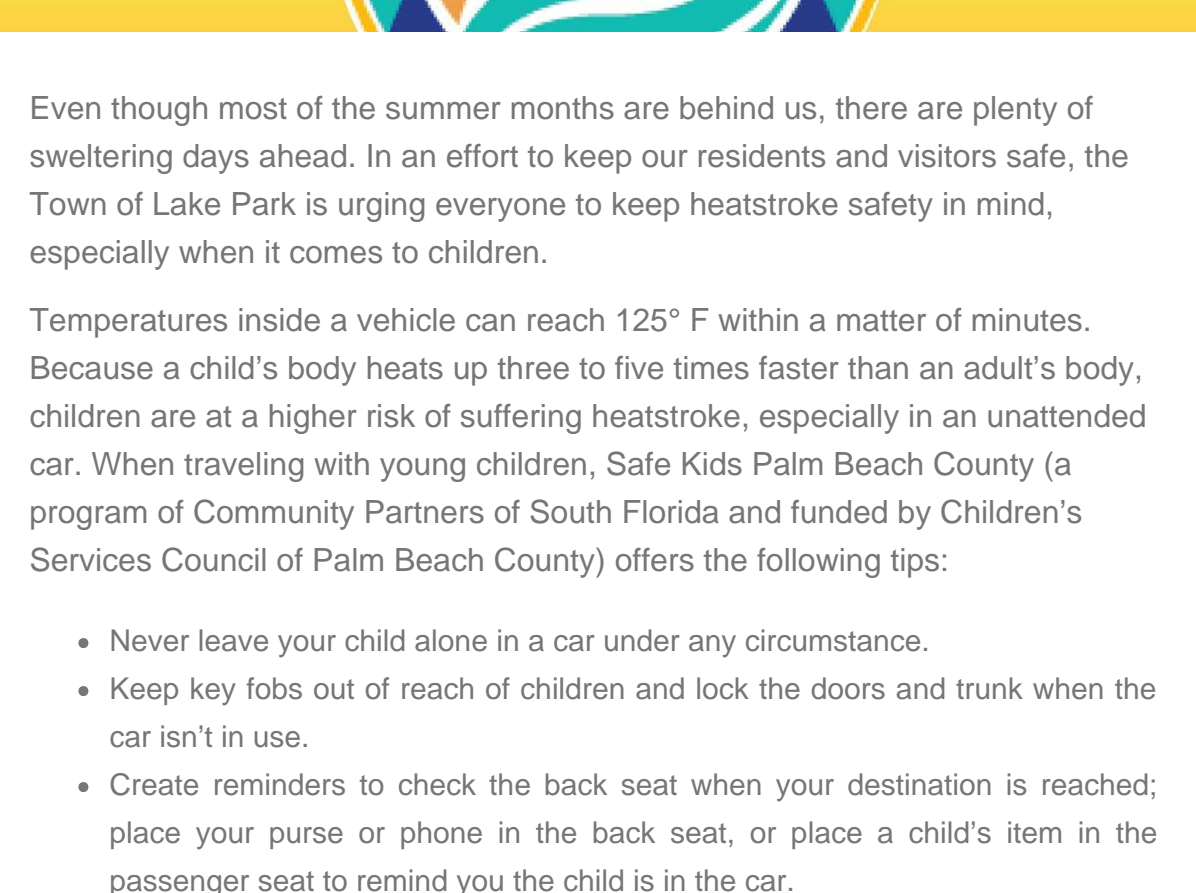 Even though most of the summer months are behind us, there are plenty of
sweltering days ahead. In an effort to keep our residents and visitors safe, the
Town of Lake Park is urging everyone to keep heatstroke safety in mind,
especially when it comes to children.
Temperatures inside a vehicle can reach 125° F within a matter of minutes.
Because a child’s body heats up three to five times faster than an adult’s body,
children are at a higher risk of suffering heatstroke, especially in an unattended
car. When traveling with young children, Safe Kids Palm Beach County (a
program of Community Partners of South Florida and funded by Children’s
Services Council of Palm Beach County) offers the following tips:
• Never leave your child alone in a car under any circumstance.
• Keep key fobs out of reach of children and lock the doors and trunk when the
car isn’t in use.
• Create reminders to check the back seat when your destination is reached;
place your purse or phone in the back seat, or place a child’s item in the
passenger seat to remind you the child is in the car.